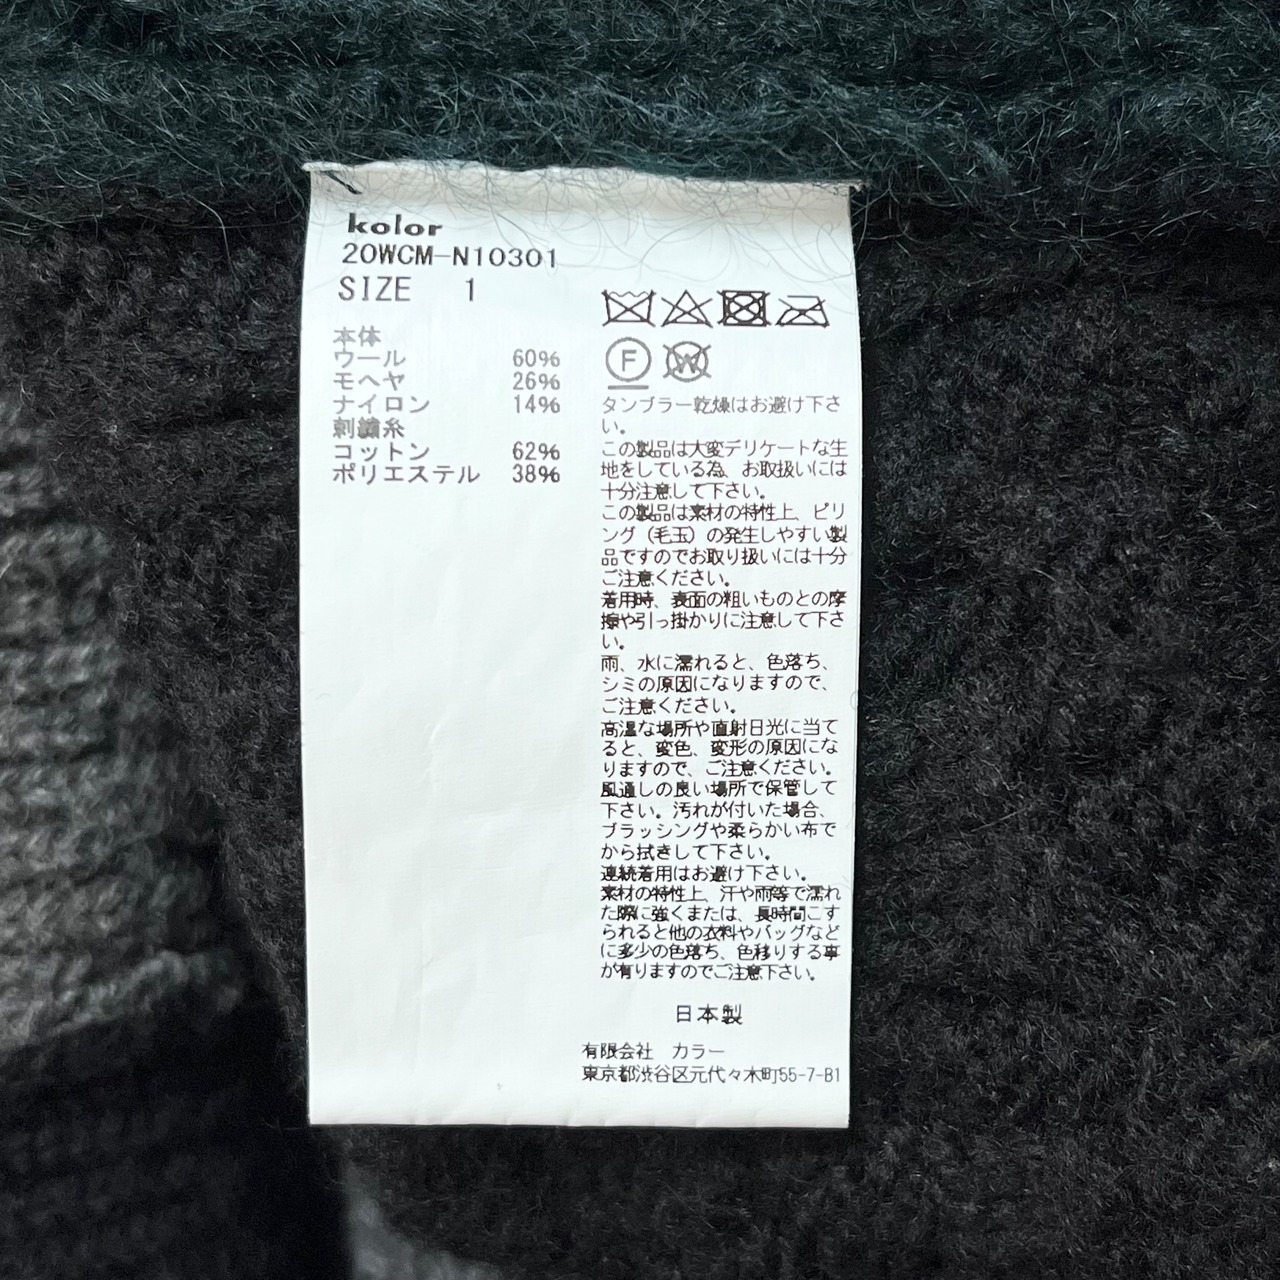 kolor
20WCM-N10301
SIZE 1
本体
ウール 60%
モヘヤ 26%
ナイロン 14%
刺繍糸
コットン 62%
ポリエステル 38%
F
W
タンブラー乾燥はお避け下さ
い。
この製品は大変デリケートな生
地をしている為、お取扱いには
十分注意して下さい。
この製品は素材の特性上、ピリ
ング（毛玉）の発生しやすい製
品ですのでお取り扱いには十分
ご注意ください。
着用時、表面の粗いものとの摩
擦や引っ掛かりに注意して下さ
い。
雨、水に濡れると、色落ち、
シミの原因になりますので、
ご注意ください。
高温な場所や直射日光に当て
ると、変色、変形の原因にな
りますので、ご注意ください。
風通しの良い場所で保管して
下さい。汚れが付いた場合、
ブラッシングや柔らかい布で
から拭きして下さい。
連続着用はお避け下さい。
素材の特性上、汗や雨等で濡れ
た際に強くまたは、長時間こす
られると他の衣料やバッグなど
に多少の色落ち、色移りする事
が有りますのでご注意下さい。
日本製
有限会社 カラー
東京都渋谷区元代々木町55-7-B1